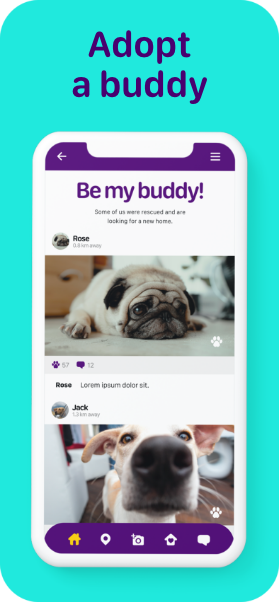 Adopt
a buddy
Be my buddy!
Some of us were rescued and are
looking for a new home.
Rose
0.8 km away
57 12
Rose Lorem ipsum dolor sit.
Jack
1.3 km away